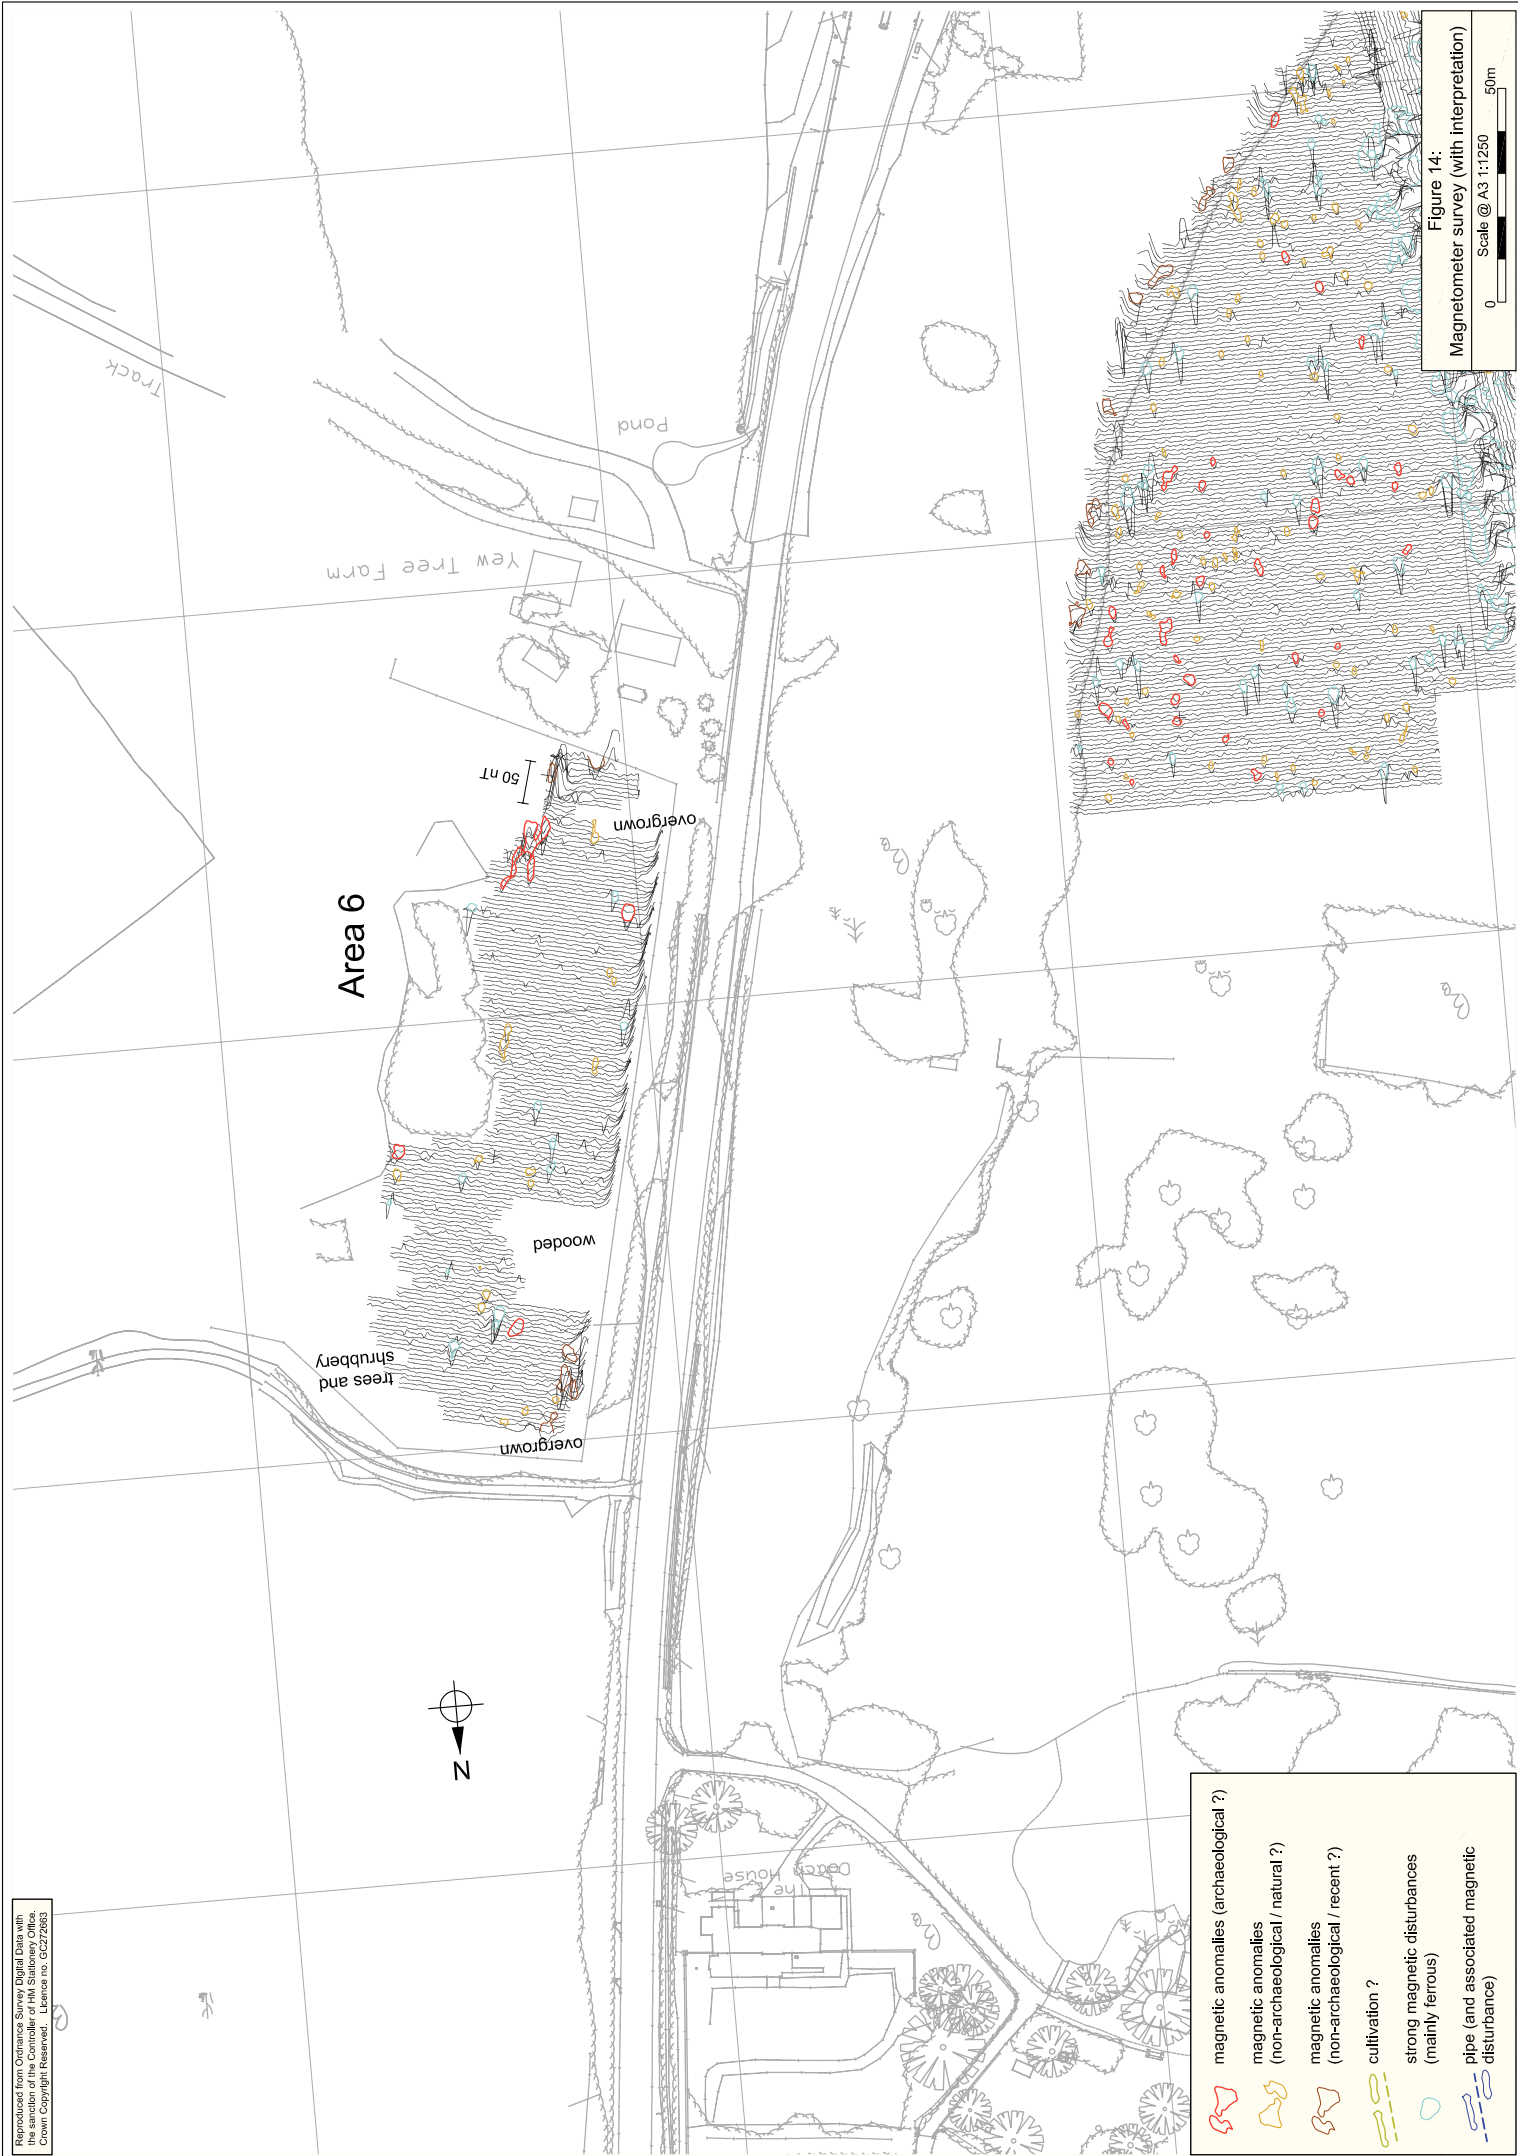 Reproduced from Ordnance Survey Digital Data with
the sanction of the Controller of HM Stationery Office.
Crown Copyright Reserved. Licence no. GC272663
Track
Pond
Yew Tree Farm
Area 6
50 nT
overgrown
wooded
trees and
shrubbery
overgrown
N
The
Coach House
Figure 14:
Magnetometer survey (with interpretation)
Scale @ A3 1:1250
0
50m
magnetic anomalies (archaeological ?)
magnetic anomalies
(non-archaeological / natural ?)
magnetic anomalies
(non-archaeological / recent ?)
cultivation ?
strong magnetic disturbances
(mainly ferrous)
pipe (and associated magnetic
disturbance)